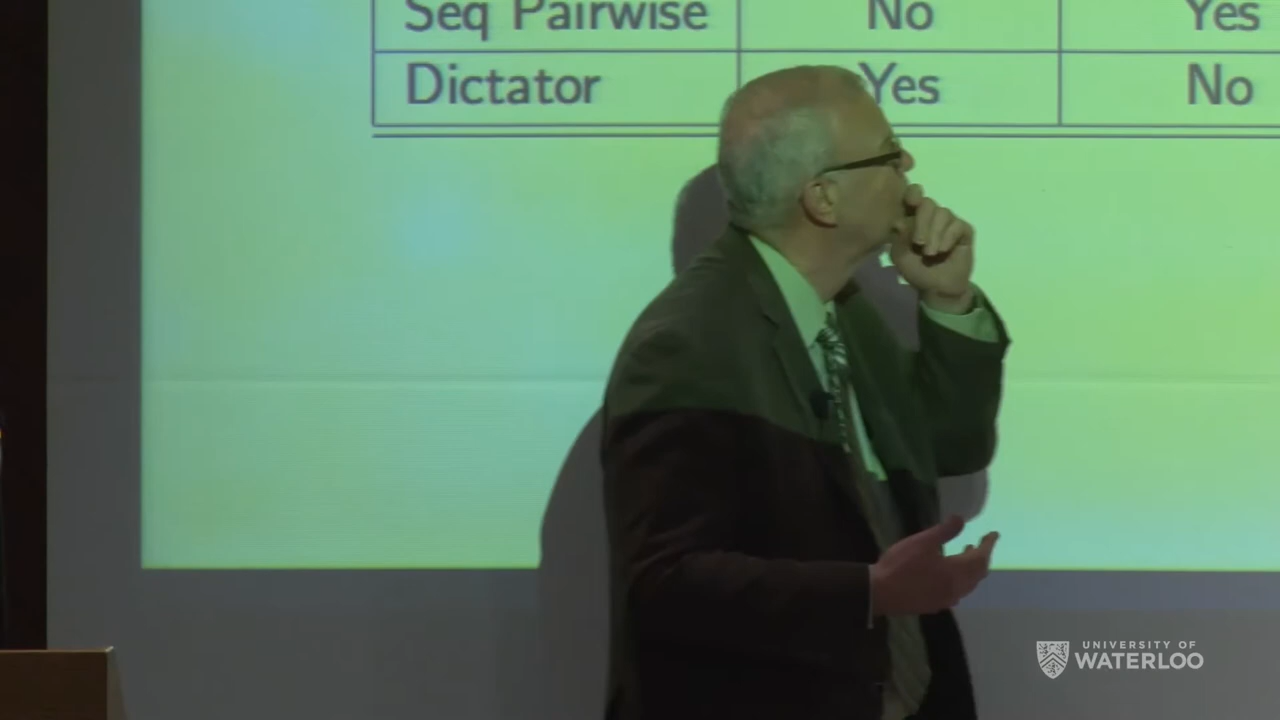 Seq Pairwise No Yes
Dictator Yes No
UNIVERSITY OF
WATERLOO